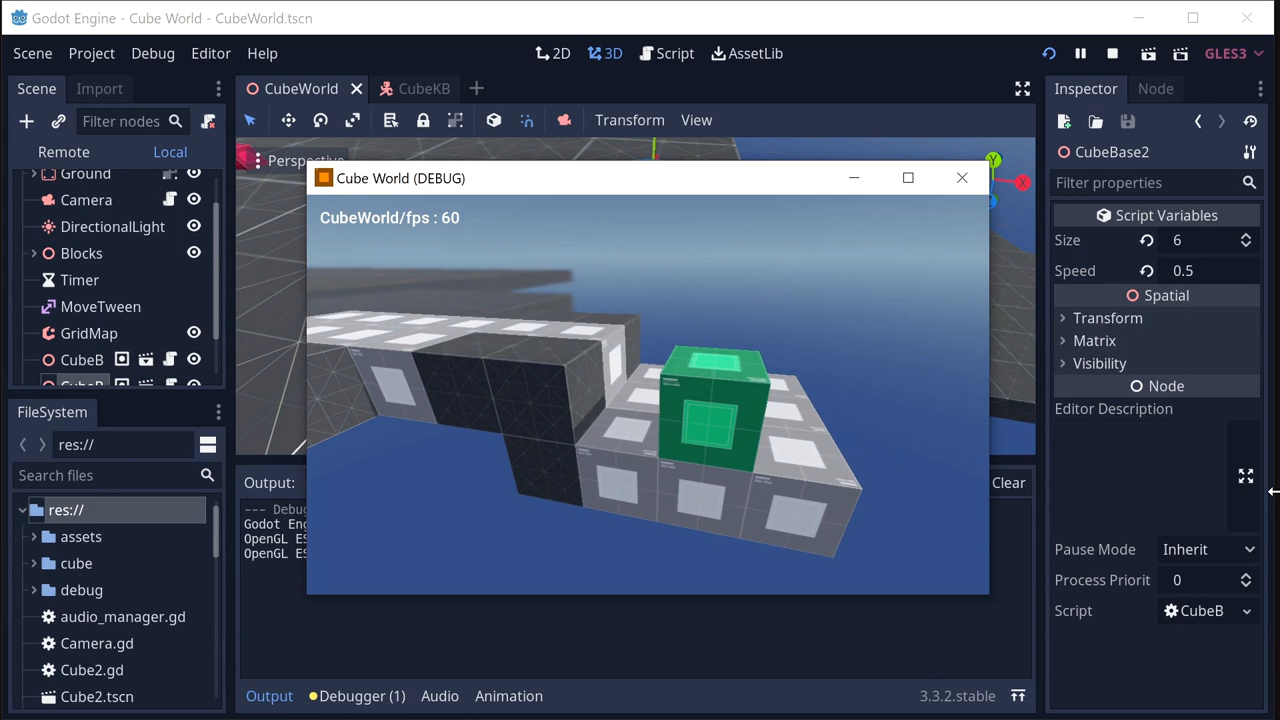 Godot Engine - Cube World - CubeWorld.tscn
Scene Project Debug Editor Help
2D 3D Script AssetLib
GLES3
Scene Import
CubeWorld CubeKB
Inspector Node
Filter nodes
Transform View
Remote Local
Perspective
CubeBase2
Filter properties
Ground
Camera
DirectionalLight
Blocks
Timer
MoveTween
GridMap
CubeB
CubeB
Cube World (DEBUG)
CubeWorld/fps : 60
Script Variables
Size 6
Speed 0.5
Spatial
Transform
Matrix
Visibility
Node
Editor Description
Pause Mode Inherit
Process Priorit 0
Script CubeB
FileSystem
res://
Search files
res://
assets
cube
debug
audio_manager.gd
Camera.gd
Cube2.gd
Cube2.tscn
Output: Clear
--- Debug
Godot Eng
OpenGL ES
OpenGL ES
Output Debugger (1) Audio Animation 3.3.2.stable